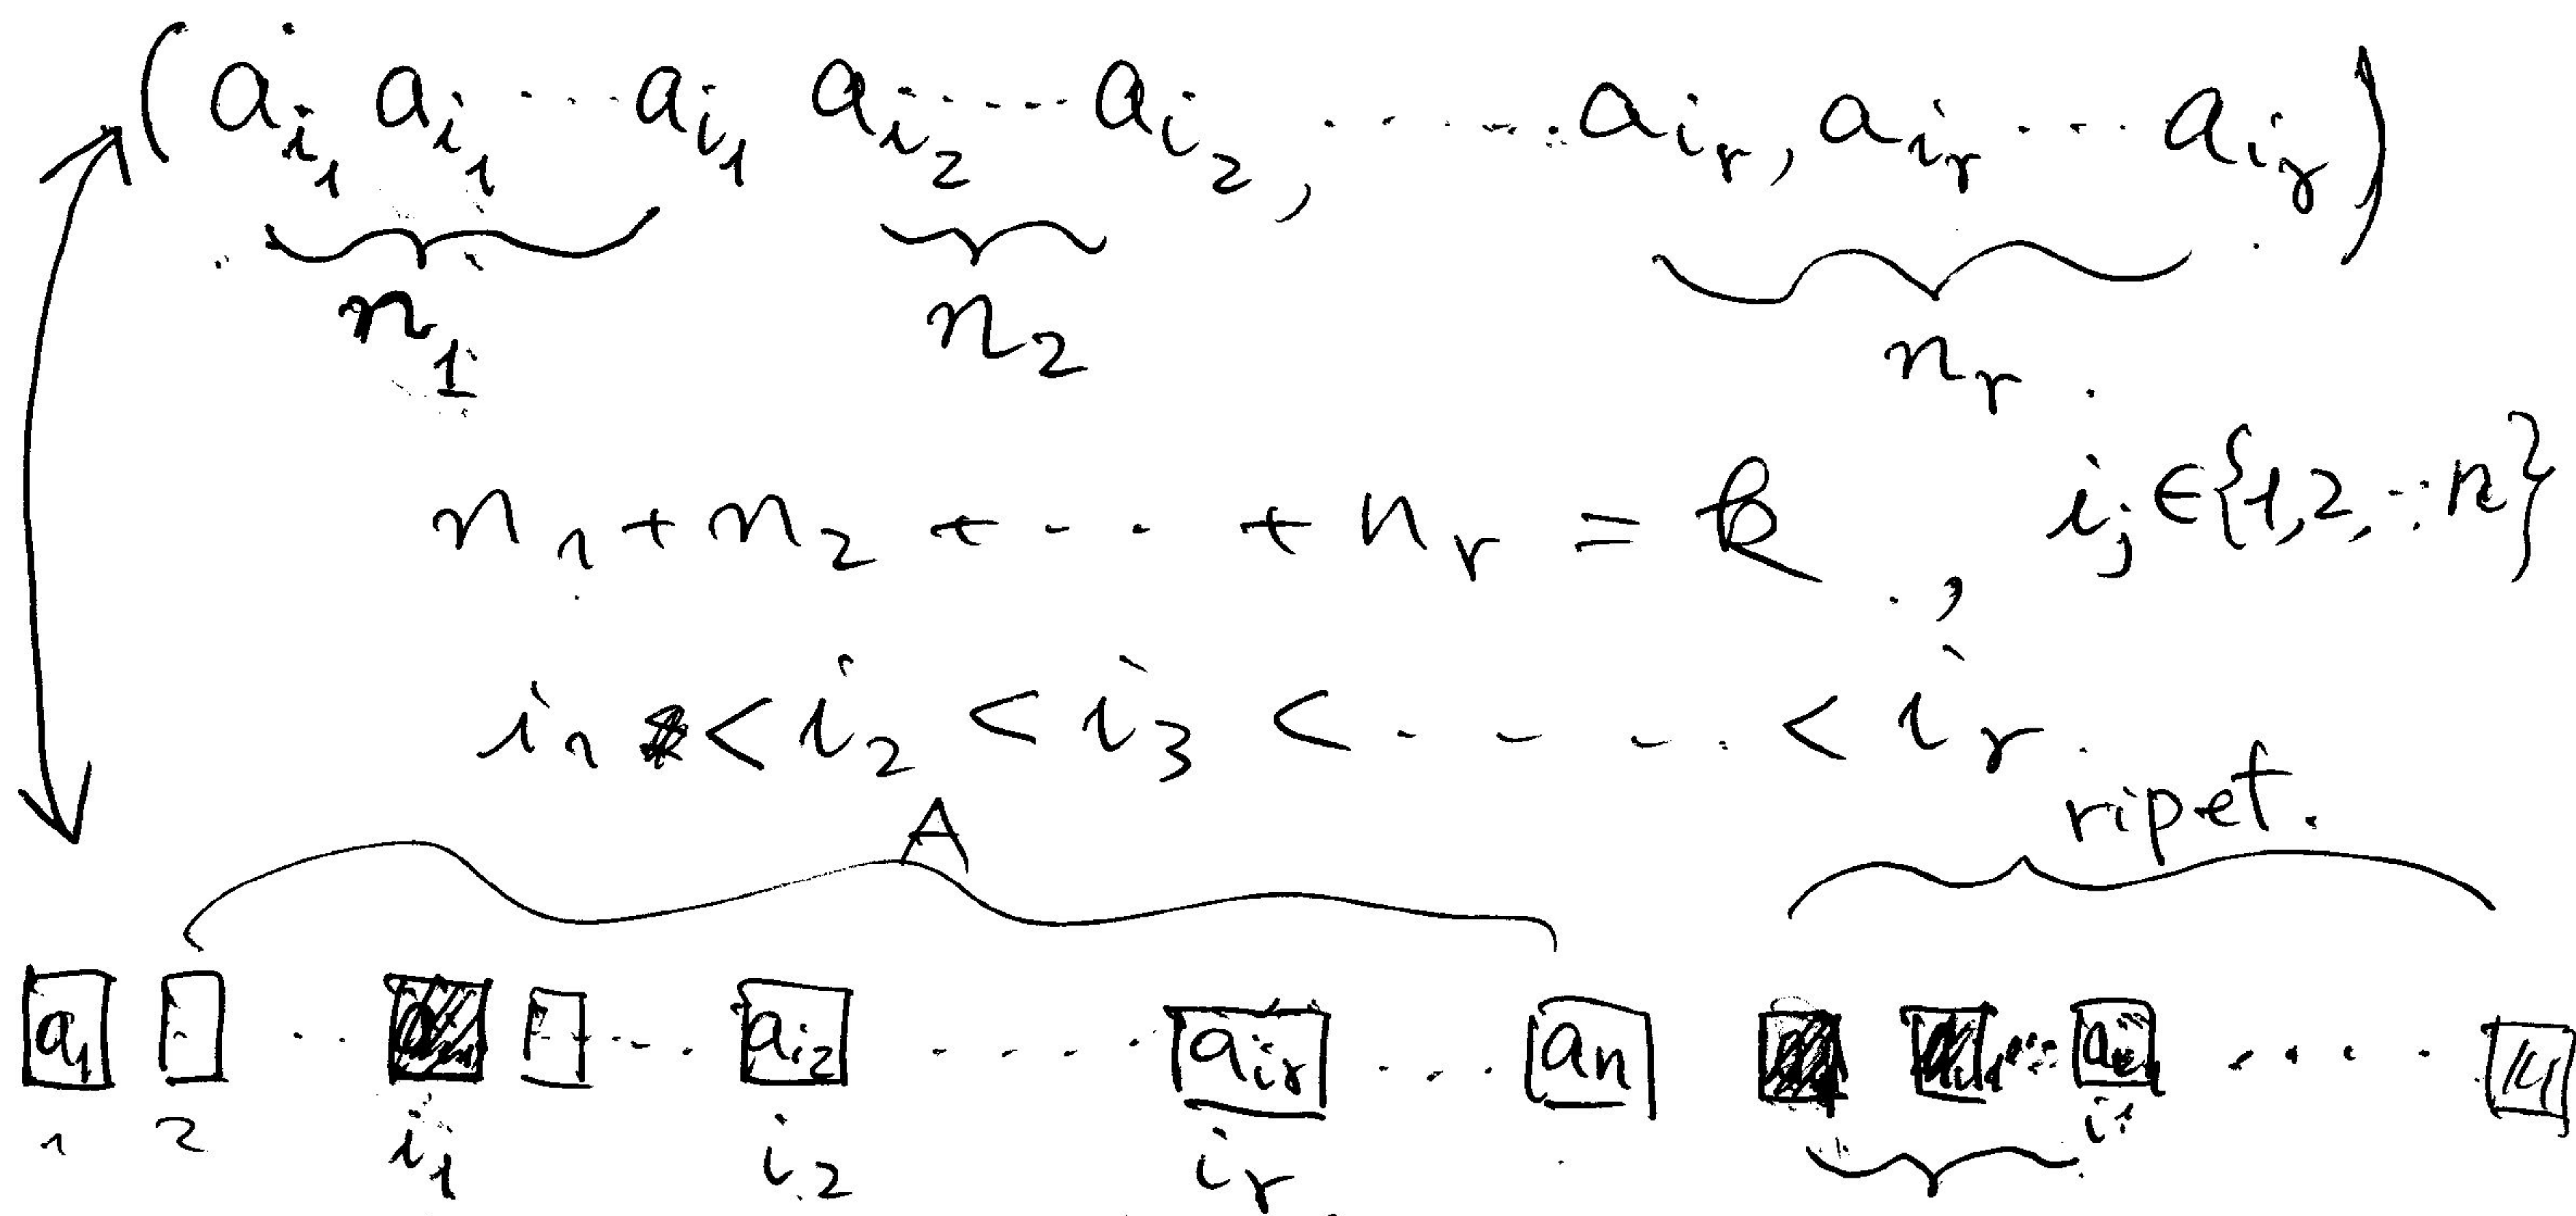 (a_{i_1} a_{i_1} ... a_{i_1} a_{i_2} ..... a_{i_2}, ....... a_{i_r}, a_{i_r} ... a_{i_r})
n_1 n_2 n_r
n_1 + n_2 + ... + n_r = k, i_j ∈ {1,2,...n}
i_1 < i_2 < i_3 < ..... < i_r
A ripet.
a_1 ... a_{i_2} ..... a_{i_r} ... a_n ....
1 2 i_1 i_2 i_r i_1